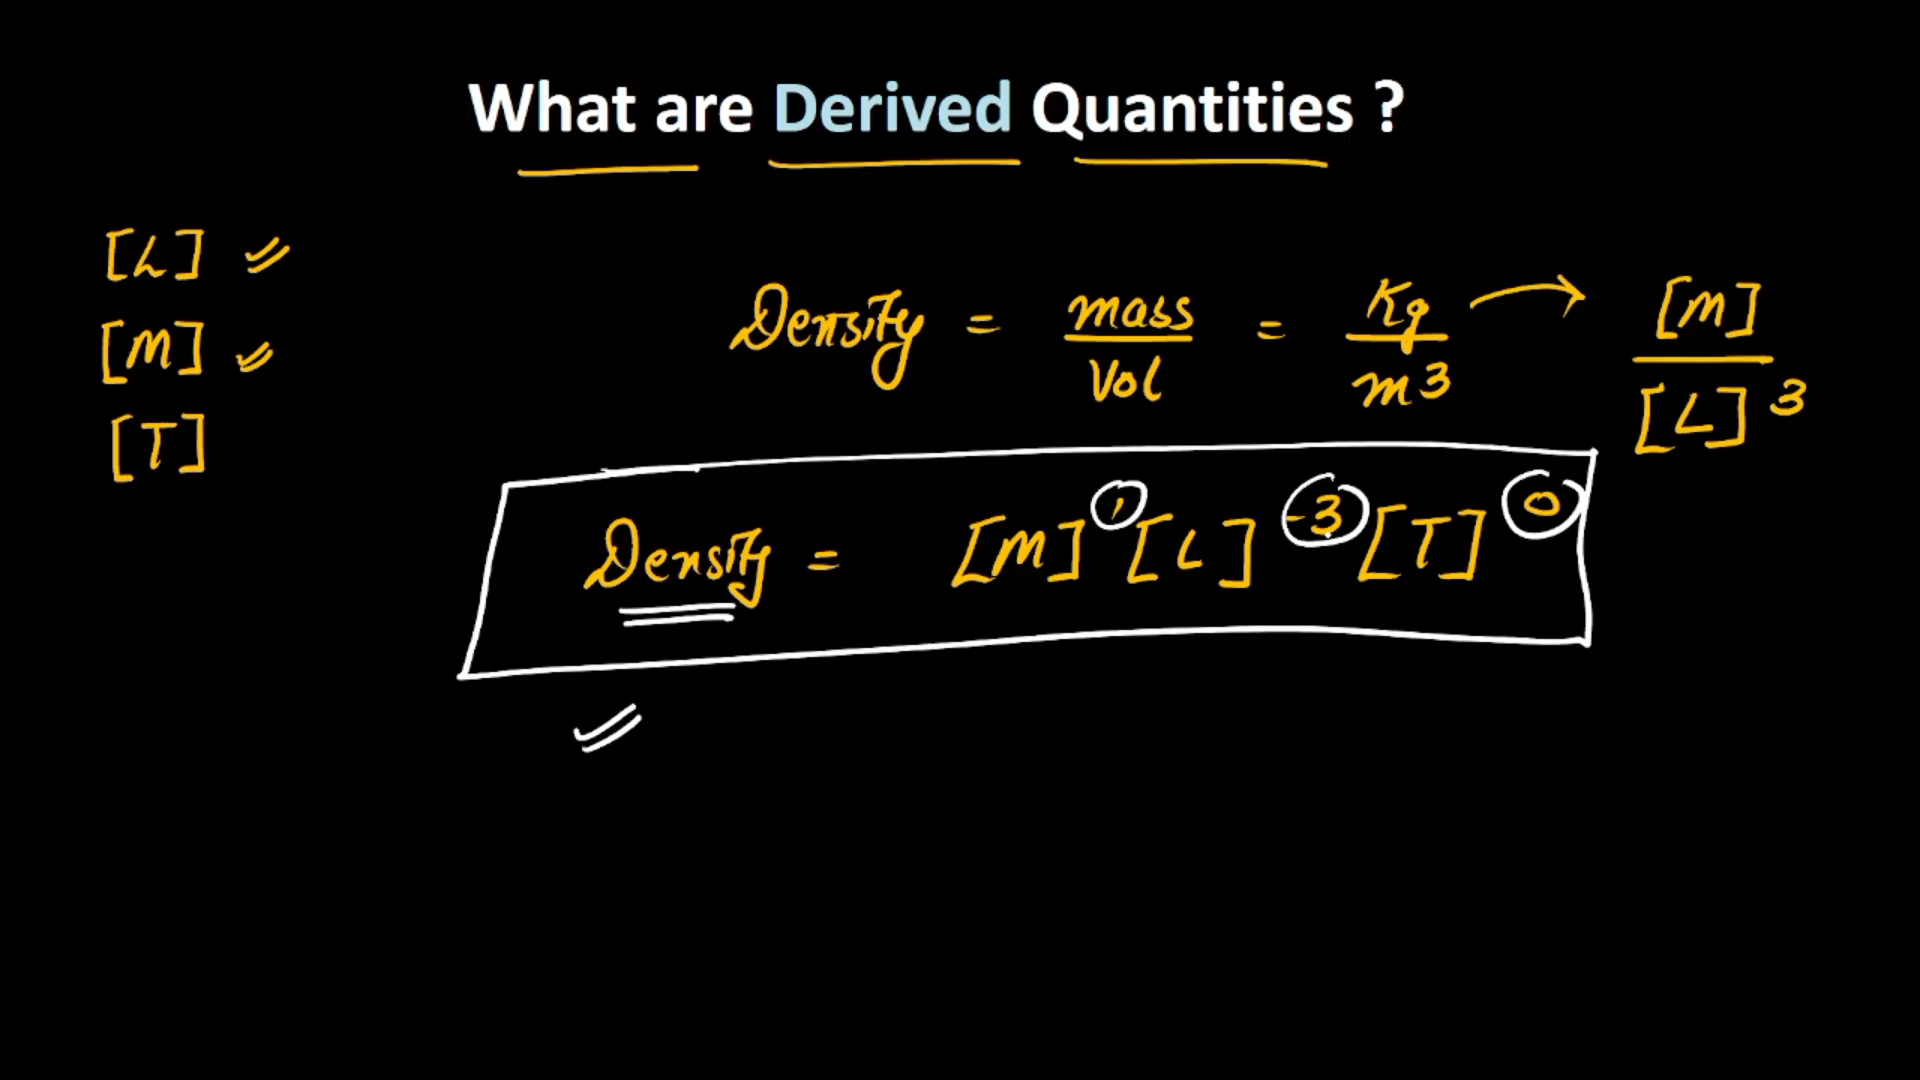 What are Derived Quantities ?
[L]
[M]
[T]
Density = mass/Vol = Kg/m³ → [M]/[L]³
Density = [M]¹[L]⁻³[T]⁰